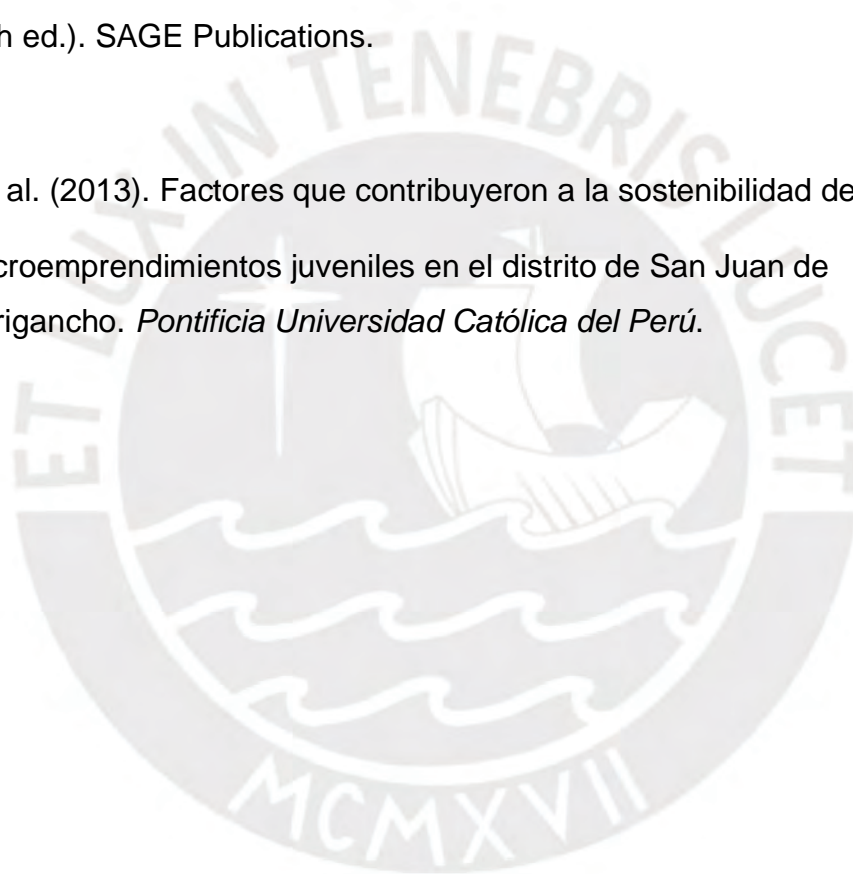 h ed.). SAGE Publications.
al. (2013). Factores que contribuyeron a la sostenibilidad de
croemprendimientos juveniles en el distrito de San Juan de
rigancho. Pontificia Universidad Católica del Perú.
ET LUX IN TENEBRIS LUCET
MCMXVII